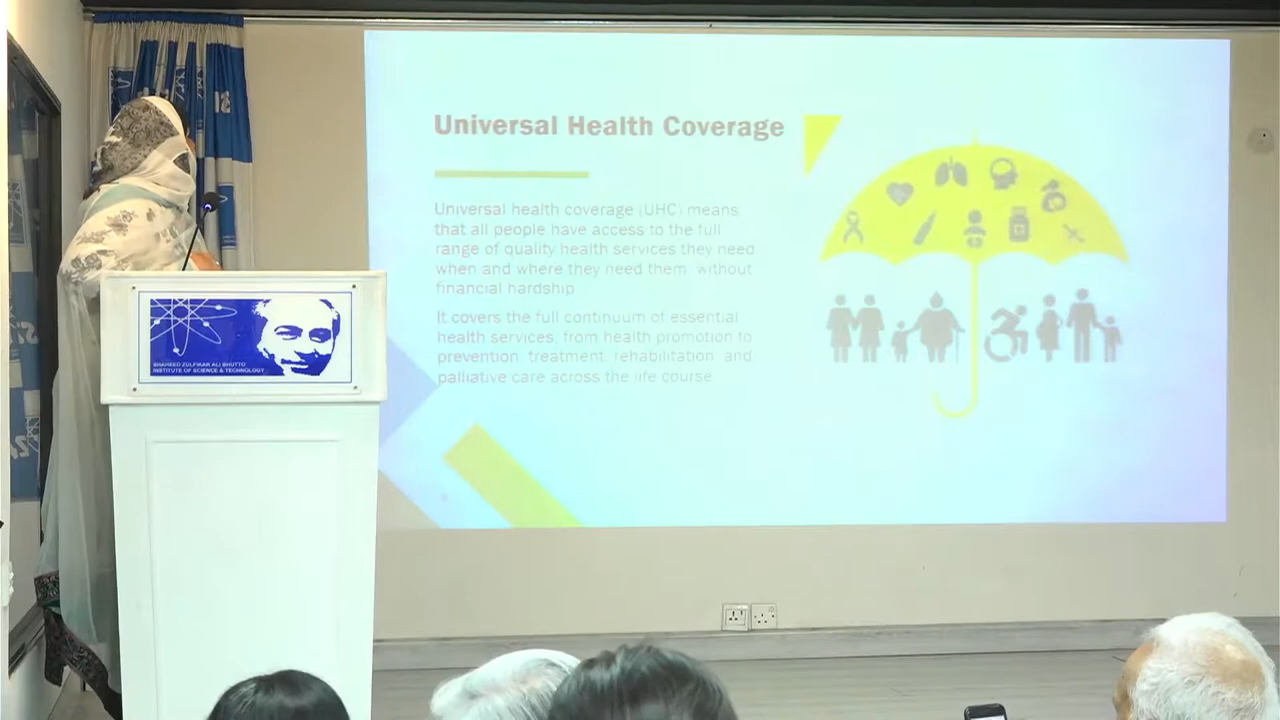 Universal Health Coverage
Universal health coverage (UHC) means
that all people have access to the full
range of quality health services they need
when and where they need them, without
financial hardship
It covers the full continuum of essential
health services, from health promotion to
prevention, treatment, rehabilitation, and
palliative care across the life course
SHAHEED ZULFIKAR ALI BHUTTO
INSTITUTE OF SCIENCE & TECHNOLOGY